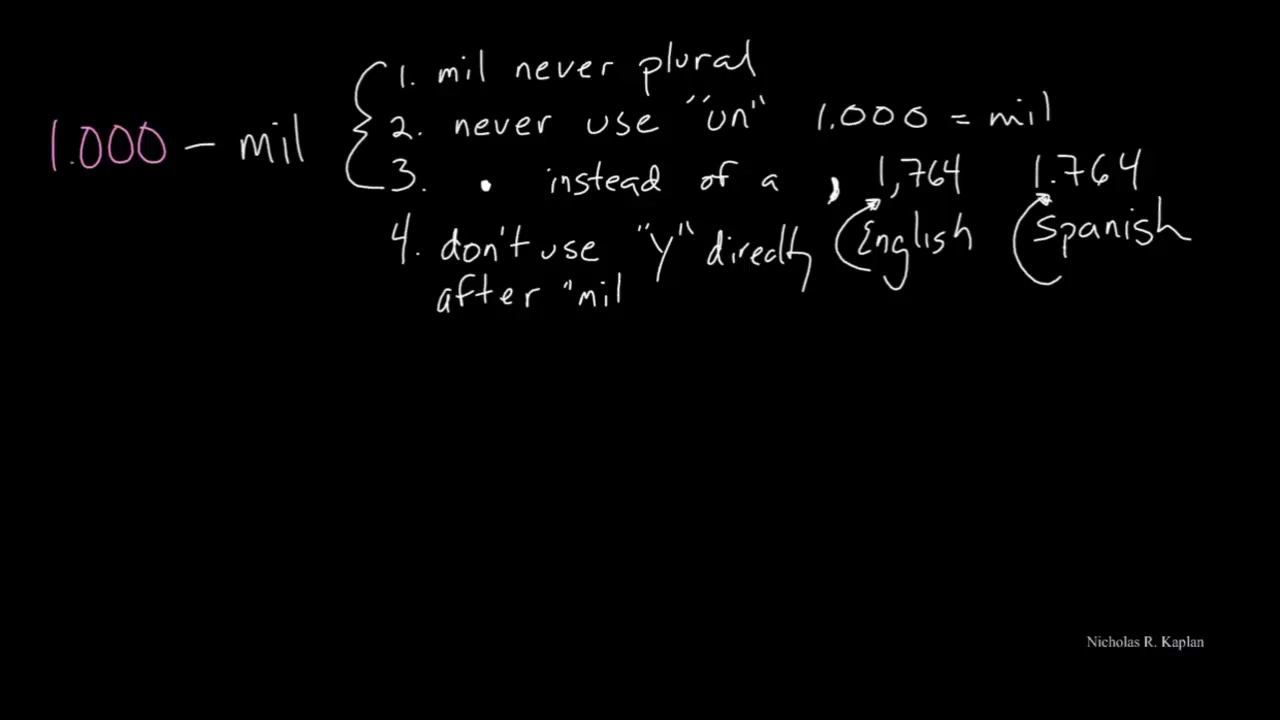 1.000 - mil
1. mil never plural
2. never use "un" 1.000 = mil
3. . instead of a , 1,764 1.764
English Spanish
4. don't use "y" directly
after "mil
Nicholas R. Kaplan